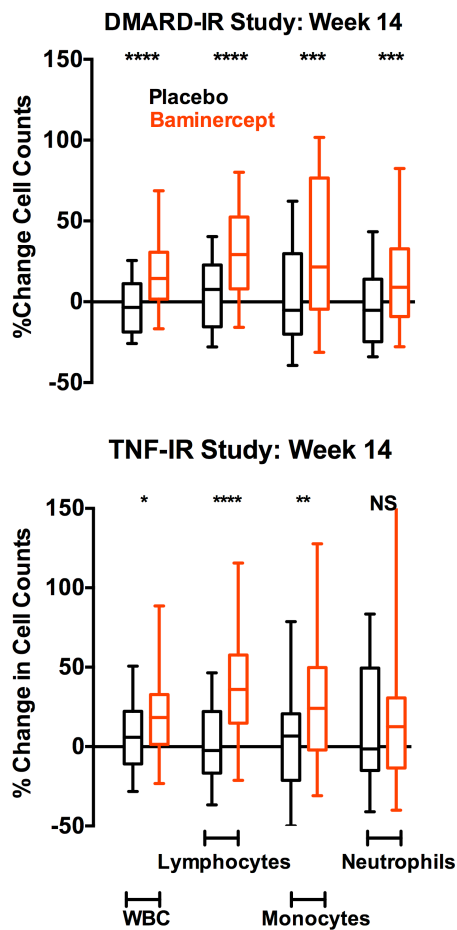 DMARD-IR Study: Week 14
%Change Cell Counts
150
100
50
0
-50
**** **** *** ***
Placebo
Baminercept
TNF-IR Study: Week 14
% Change in Cell Counts
150
100
50
0
-50
* **** ** NS
Lymphocytes Neutrophils
WBC Monocytes